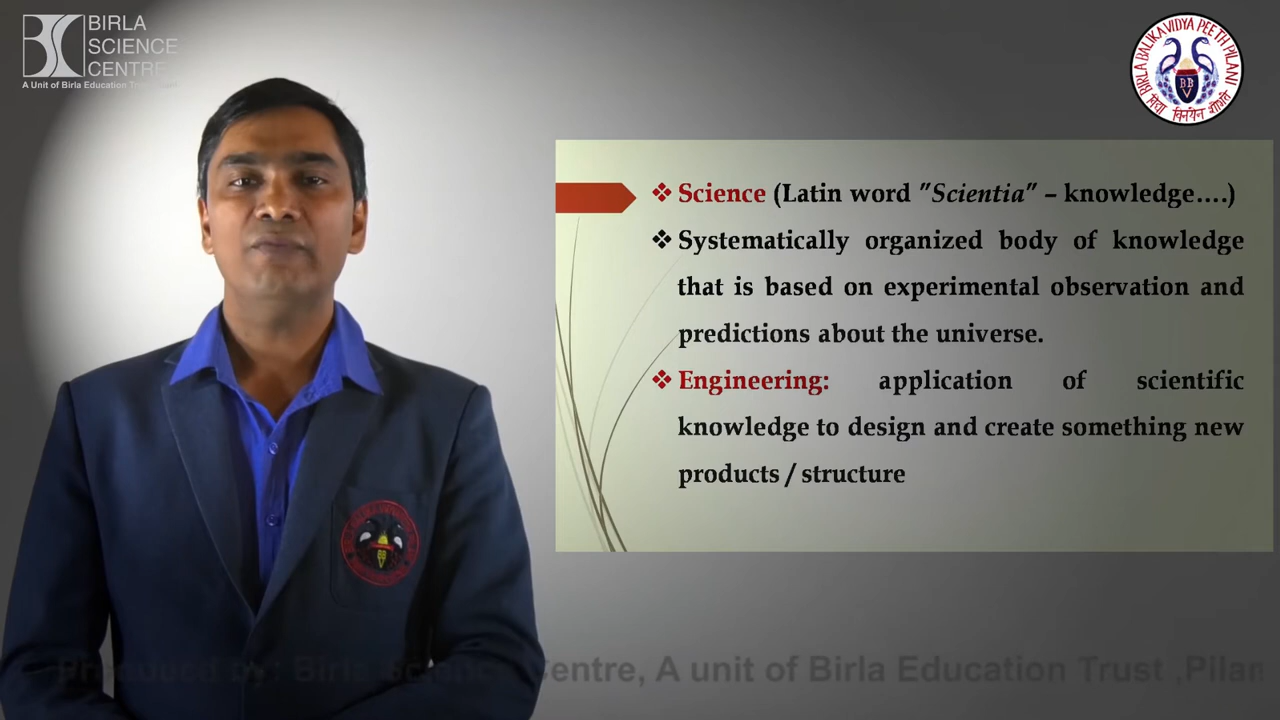 BIRLA
SCIENCE
CENTRE
A Unit of Birla Education Trust
BIRLA BALIKA VIDYA PEETH PILANI
BB
V
❖ Science (Latin word ”Scientia” – knowledge….)
❖ Systematically organized body of knowledge
that is based on experimental observation and
predictions about the universe.
❖ Engineering: application of scientific
knowledge to design and create something new
products / structure
BB
V
Produced by: Birla Science Centre, A unit of Birla Education Trust ,Pilani